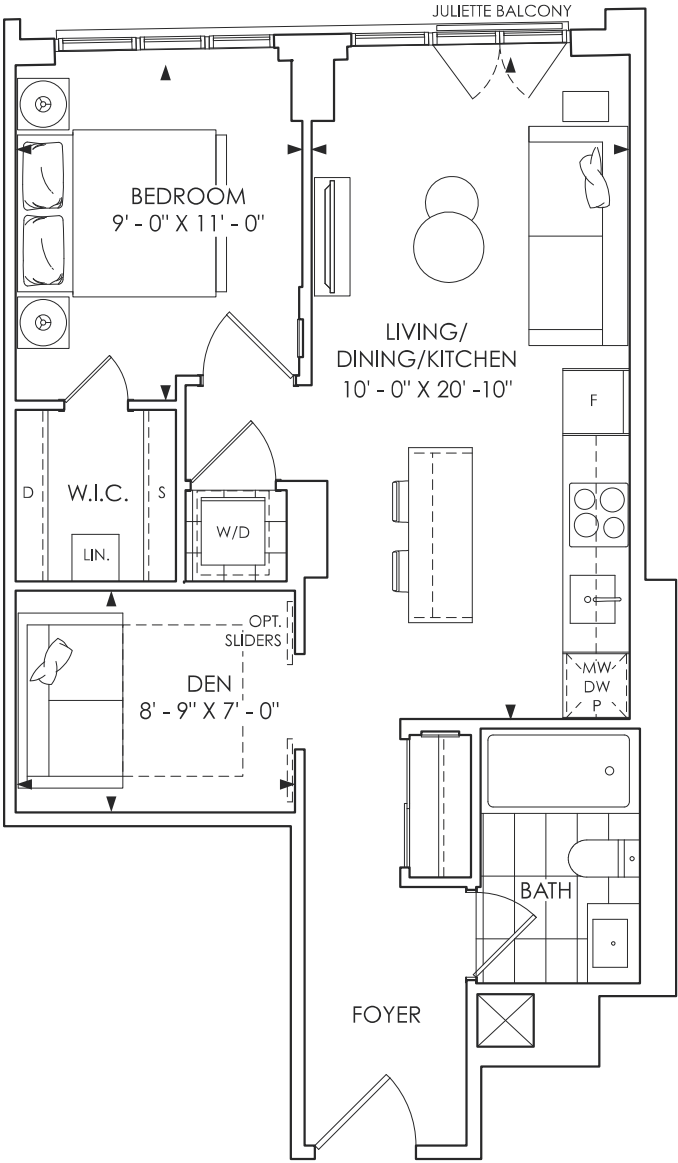 JULIETTE BALCONY
BEDROOM
9' - 0" X 11' - 0"
LIVING/
DINING/KITCHEN
10' - 0" X 20' -10"
F
D
W.I.C.
S
LIN.
W/D
OPT.
SLIDERS
DEN
8' - 9" X 7' - 0"
MW
DW
P
BATH
FOYER